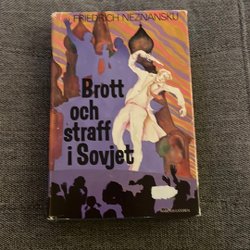 FRIEDRICH NEZNANSKIJ
Brott
och
straff
i Sovjet